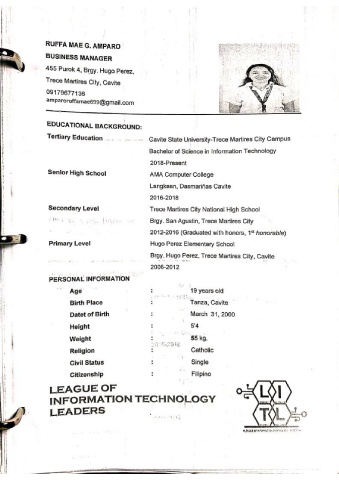 RUFFA MAE G. AMPARO
BUSINESS MANAGER
455 Purok 4, Brgy. Hugo Perez,
Trece Martires City, Cavite
09179677136
amparoruffamae699@gmail.com
EDUCATIONAL BACKGROUND:
Tertiary Education Cavite State University-Trece Martires City Campus
Bachelor of Science in Information Technology
2018-Present
Senior High School AMA Computer College
Langkaan, Dasmariñas Cavite
2016-2018
Secondary Level Trece Martires City National High School
Brgy. San Agustin, Trece Martires City
2012-2016 (Graduated with honors, 1st honorable)
Primary Level Hugo Perez Elementary School
Brgy. Hugo Perez, Trece Martires City, Cavite
2006-2012
PERSONAL INFORMATION
Age : 19 years old
Birth Place : Tanza, Cavite
Datet of Birth : March 31, 2000
Height : 5'4
Weight : 55 kg.
Religion : Catholic
Civil Status : Single
Citizenship : Filipino
LEAGUE OF
INFORMATION TECHNOLOGY
LEADERS
L I
T L